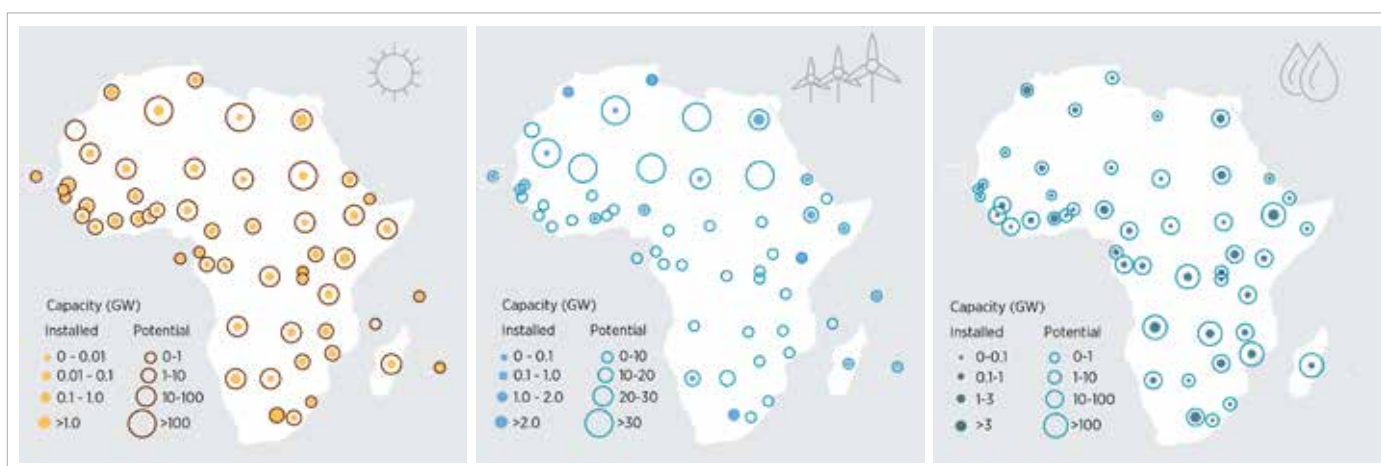 Capacity (GW)
Installed Potential
0 - 0.01 0-1
0.01 - 0.1 1-10
0.1 - 1.0 10-100
>1.0 >100
Capacity (GW)
Installed Potential
0 - 0.1 0-10
0.1 - 1.0 10-20
1.0 - 2.0 20-30
>2.0 >30
Capacity (GW)
Installed Potential
0-0.1 0-1
0.1-1 1-10
1-3 10-100
>3 >100